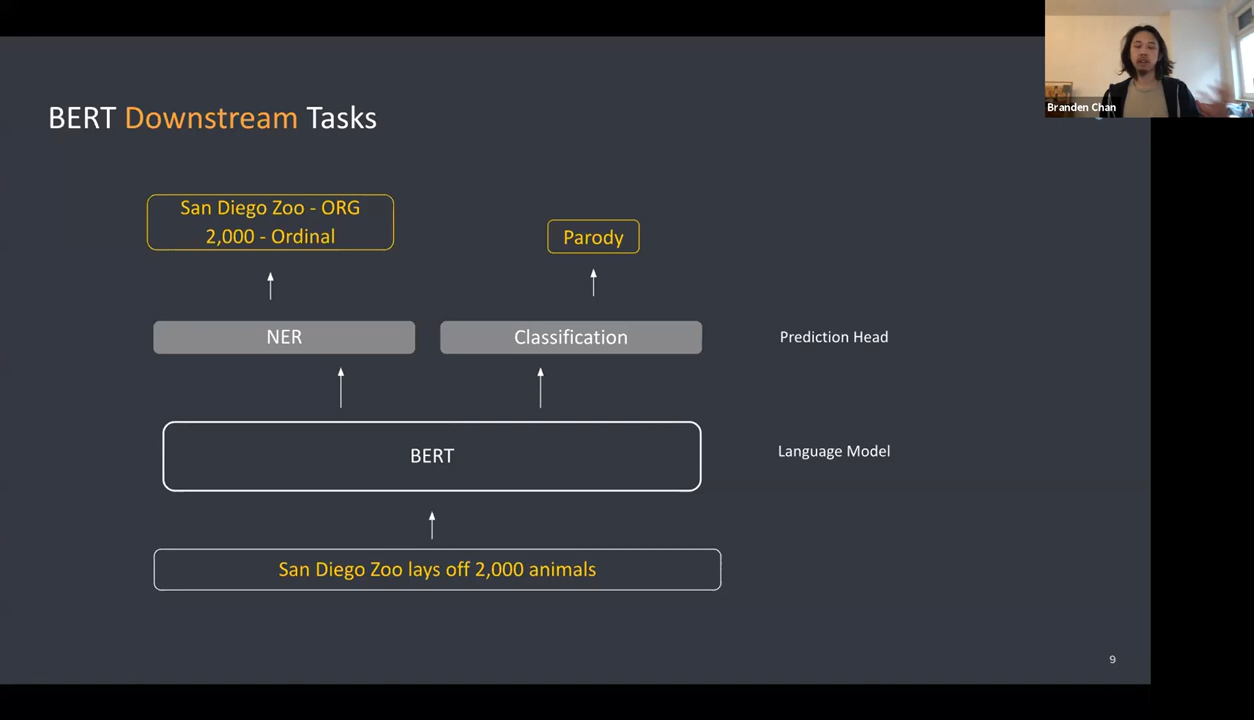 Branden Chan
BERT Downstream Tasks
San Diego Zoo - ORG
2,000 - Ordinal
Parody
NER
Classification
Prediction Head
BERT
Language Model
San Diego Zoo lays off 2,000 animals
9